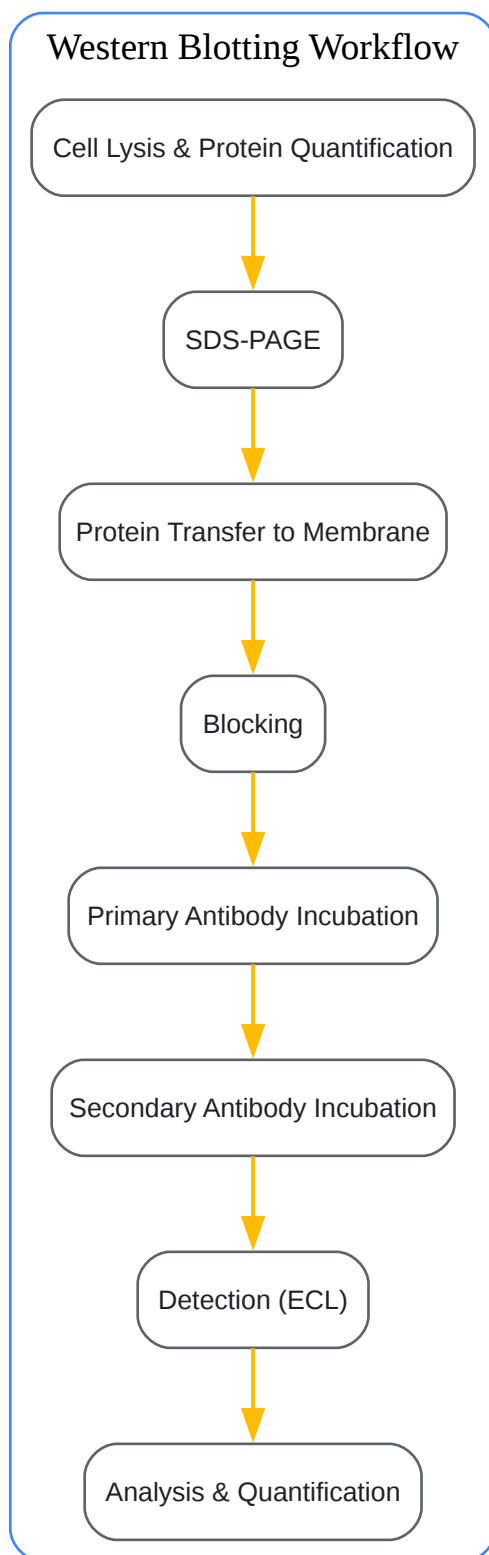 Western Blotting Workflow
Cell Lysis & Protein Quantification
SDS-PAGE
Protein Transfer to Membrane
Blocking
Primary Antibody Incubation
Secondary Antibody Incubation
Detection (ECL)
Analysis & Quantification